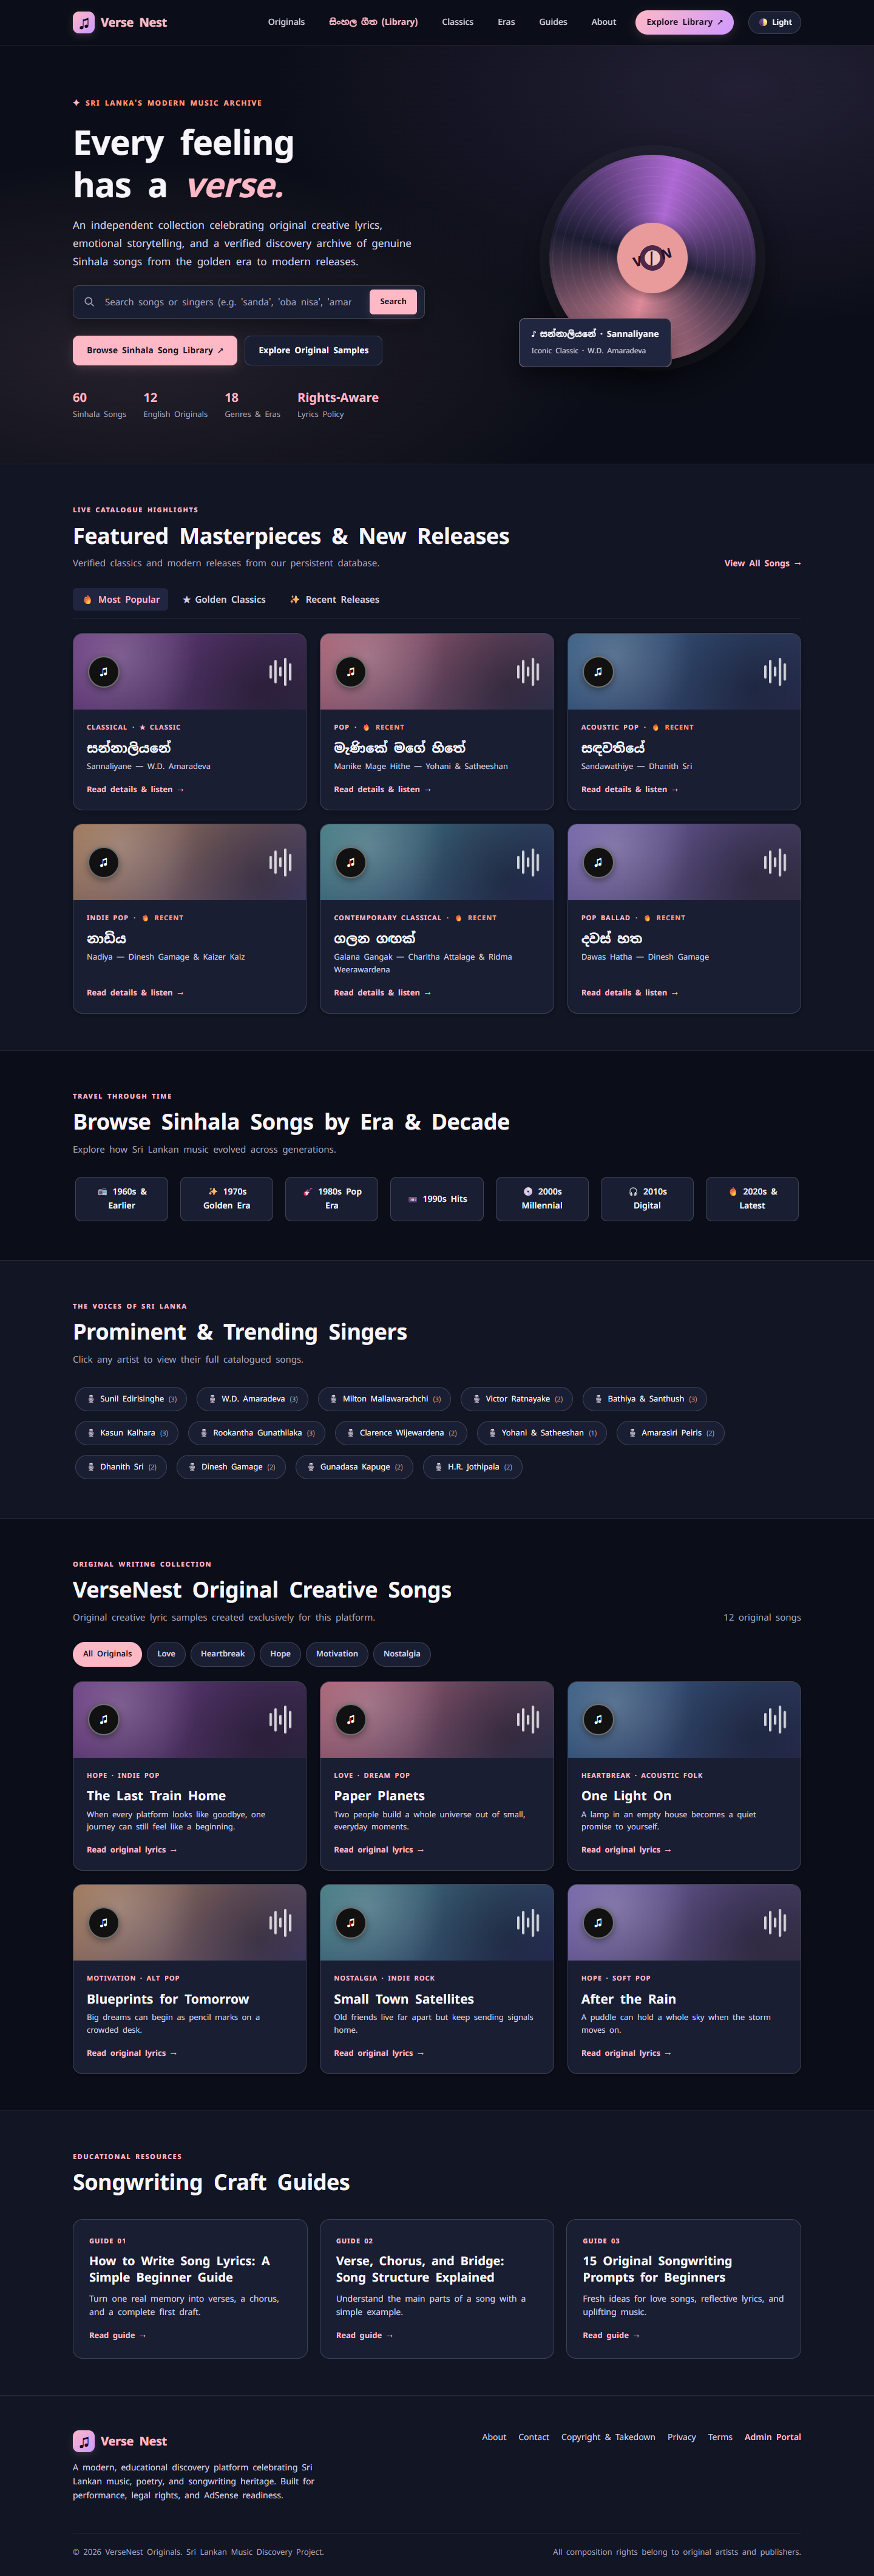 Verse Nest
Originals
සිංහල ගීත (Library)
Classics
Eras
Guides
About
Explore Library ↗
Light
✦ SRI LANKA'S MODERN MUSIC ARCHIVE
Every feeling
has a verse.
An independent collection celebrating original creative lyrics,
emotional storytelling, and a verified discovery archive of genuine
Sinhala songs from the golden era to modern releases.
Search songs or singers (e.g. 'sanda', 'oba nisa', 'amar
Search
Browse Sinhala Song Library ↗
Explore Original Samples
60
Sinhala Songs
12
English Originals
18
Genres & Eras
Rights-Aware
Lyrics Policy
♪ සන්නාලියනේ · Sannaliyane
Iconic Classic · W.D. Amaradeva
LIVE CATALOGUE HIGHLIGHTS
Featured Masterpieces & New Releases
Verified classics and modern releases from our persistent database.
View All Songs →
🔥 Most Popular
★ Golden Classics
✨ Recent Releases
CLASSICAL · ★ CLASSIC
සන්නාලියනේ
Sannaliyane — W.D. Amaradeva
Read details & listen →
POP · 🔥 RECENT
මැණිකේ මගේ හිතේ
Manike Mage Hithe — Yohani & Satheeshan
Read details & listen →
ACOUSTIC POP · 🔥 RECENT
සඳවතියේ
Sandawathiye — Dhanith Sri
Read details & listen →
INDIE POP · 🔥 RECENT
නාඩිය
Nadiya — Dinesh Gamage & Kaizer Kaiz
Read details & listen →
CONTEMPORARY CLASSICAL · 🔥 RECENT
ගලන ගඟක්
Galana Gangak — Charitha Attalage & Ridma
Weerawardena
Read details & listen →
POP BALLAD · 🔥 RECENT
දවස් හත
Dawas Hatha — Dinesh Gamage
Read details & listen →
TRAVEL THROUGH TIME
Browse Sinhala Songs by Era & Decade
Explore how Sri Lankan music evolved across generations.
📻 1960s &
Earlier
✨ 1970s
Golden Era
🎸 1980s Pop
Era
📼 1990s Hits
💿 2000s
Millennial
🎧 2010s
Digital
🔥 2020s &
Latest
THE VOICES OF SRI LANKA
Prominent & Trending Singers
Click any artist to view their full catalogued songs.
Sunil Edirisinghe (3)
W.D. Amaradeva (3)
Milton Mallawarachchi (3)
Victor Ratnayake (2)
Bathiya & Santhush (3)
Kasun Kalhara (3)
Rookantha Gunathilaka (3)
Clarence Wijewardena (2)
Yohani & Satheeshan (1)
Amarasiri Peiris (2)
Dhanith Sri (2)
Dinesh Gamage (2)
Gunadasa Kapuge (2)
H.R. Jothipala (2)
ORIGINAL WRITING COLLECTION
VerseNest Original Creative Songs
Original creative lyric samples created exclusively for this platform.
12 original songs
All Originals
Love
Heartbreak
Hope
Motivation
Nostalgia
HOPE · INDIE POP
The Last Train Home
When every platform looks like goodbye, one
journey can still feel like a beginning.
Read original lyrics →
LOVE · DREAM POP
Paper Planets
Two people build a whole universe out of small,
everyday moments.
Read original lyrics →
HEARTBREAK · ACOUSTIC FOLK
One Light On
A lamp in an empty house becomes a quiet
promise to yourself.
Read original lyrics →
MOTIVATION · ALT POP
Blueprints for Tomorrow
Big dreams can begin as pencil marks on a
crowded desk.
Read original lyrics →
NOSTALGIA · INDIE ROCK
Small Town Satellites
Old friends live far apart but keep sending signals
home.
Read original lyrics →
HOPE · SOFT POP
After the Rain
A puddle can hold a whole sky when the storm
moves on.
Read original lyrics →
EDUCATIONAL RESOURCES
Songwriting Craft Guides
GUIDE 01
How to Write Song Lyrics: A
Simple Beginner Guide
Turn one real memory into verses, a chorus,
and a complete first draft.
Read guide →
GUIDE 02
Verse, Chorus, and Bridge:
Song Structure Explained
Understand the main parts of a song with a
simple example.
Read guide →
GUIDE 03
15 Original Songwriting
Prompts for Beginners
Fresh ideas for love songs, reflective lyrics, and
uplifting music.
Read guide →
Verse Nest
A modern, educational discovery platform celebrating Sri
Lankan music, poetry, and songwriting heritage. Built for
performance, legal rights, and AdSense readiness.
About
Contact
Copyright & Takedown
Privacy
Terms
Admin Portal
© 2026 VerseNest Originals. Sri Lankan Music Discovery Project.
All composition rights belong to original artists and publishers.